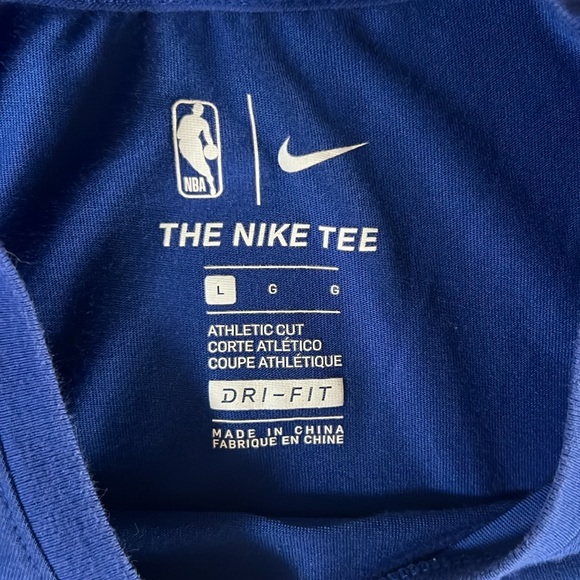 NBA
THE NIKE TEE
L G G
ATHLETIC CUT
CORTE ATLÉTICO
COUPE ATHLÉTIQUE
DRI-FIT
MADE IN CHINA
FABRIQUE EN CHINE